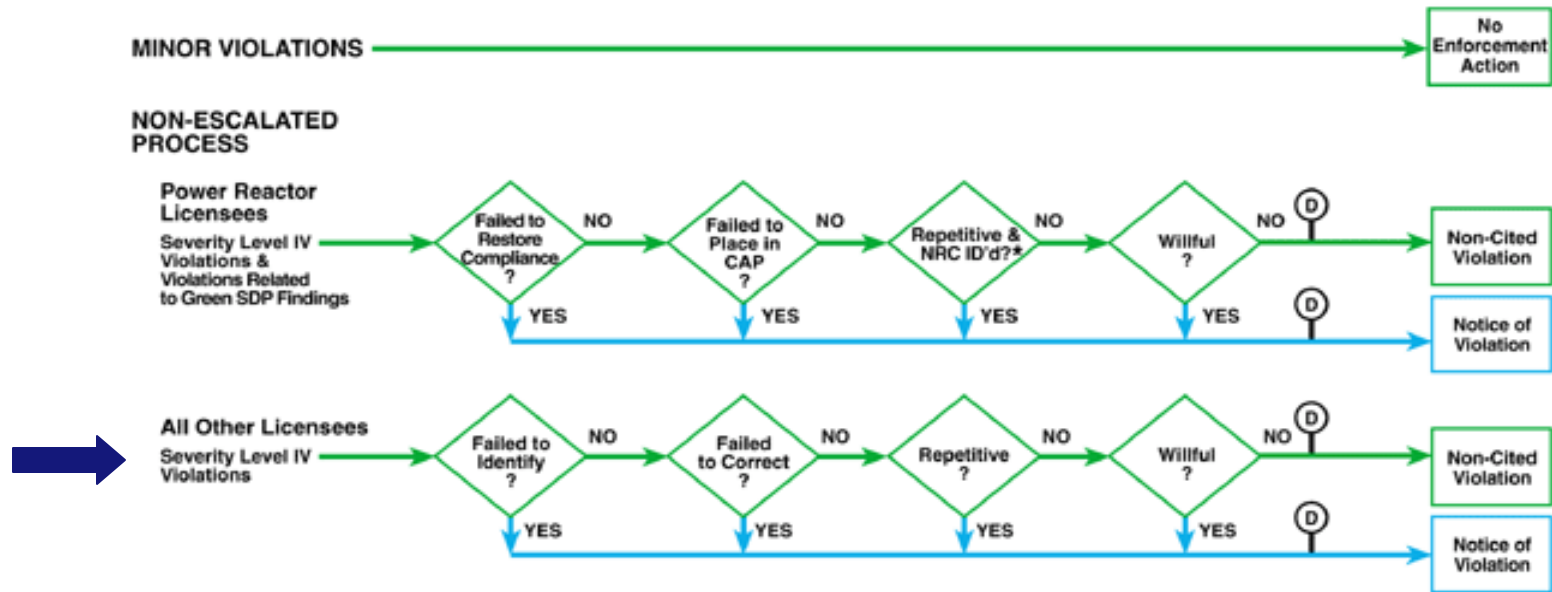 MINOR VIOLATIONS
No
Enforcement
Action
NON-ESCALATED
PROCESS
Power Reactor
Licensees
Severity Level IV
Violations &
Violations Related
to Green SDP Findings
Failed to
Restore
Compliance
?
NO
YES
Failed to
Place in
CAP
?
NO
YES
Repetitive &
NRC ID'd?*
NO
YES
Willful
?
NO
YES
D
Non-Cited
Violation
D
Notice of
Violation
All Other Licensees
Severity Level IV
Violations
Failed to
Identify
?
NO
YES
Failed
to Correct
?
NO
YES
Repetitive
?
NO
YES
Willful
?
NO
YES
D
Non-Cited
Violation
D
Notice of
Violation